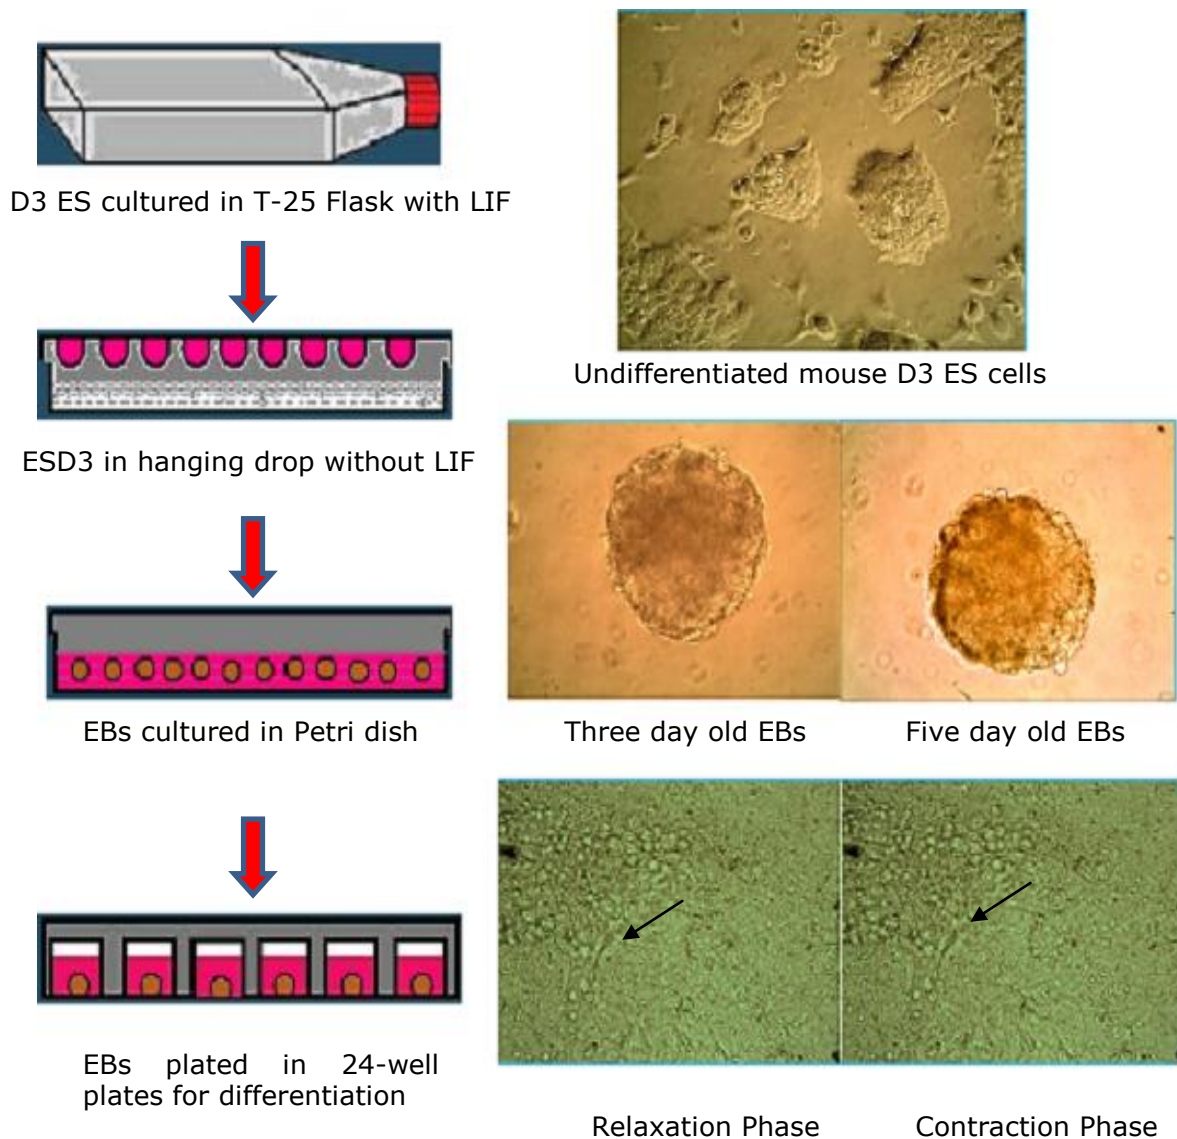 D3 ES cultured in T-25 Flask with LIF
Undifferentiated mouse D3 ES cells
ESD3 in hanging drop without LIF
EBs cultured in Petri dish
Three day old EBs
Five day old EBs
EBs plated in 24-well
plates for differentiation
Relaxation Phase
Contraction Phase